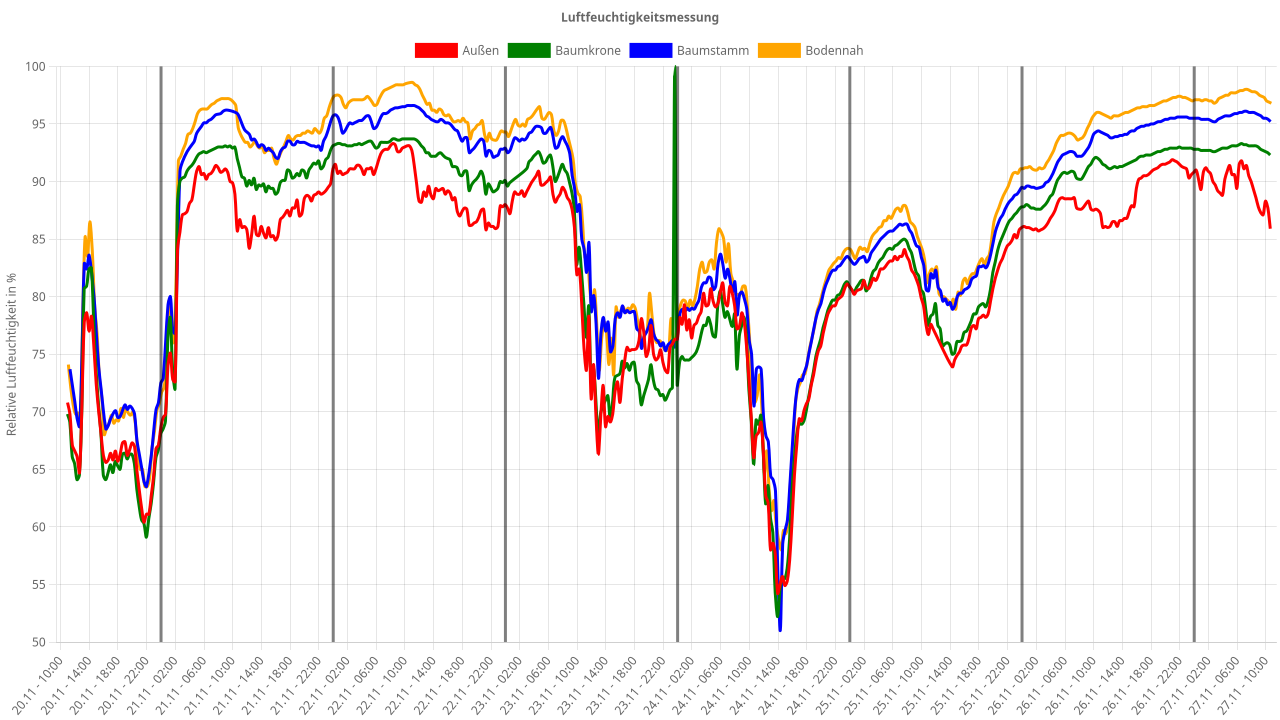 Luftfeuchtigkeitsmessung
Außen Baumkrone Baumstamm Bodennah
Relative Luftfeuchtigkeit in %
100
95
90
85
80
75
70
65
60
55
50
20.11 - 10:00
20.11 - 14:00
20.11 - 18:00
20.11 - 22:00
21.11 - 02:00
21.11 - 06:00
21.11 - 10:00
21.11 - 14:00
21.11 - 18:00
21.11 - 22:00
22.11 - 02:00
22.11 - 06:00
22.11 - 10:00
22.11 - 14:00
22.11 - 18:00
22.11 - 22:00
23.11 - 02:00
23.11 - 06:00
23.11 - 10:00
23.11 - 14:00
23.11 - 18:00
23.11 - 22:00
24.11 - 02:00
24.11 - 06:00
24.11 - 10:00
24.11 - 14:00
24.11 - 18:00
24.11 - 22:00
25.11 - 02:00
25.11 - 06:00
25.11 - 10:00
25.11 - 14:00
25.11 - 18:00
25.11 - 22:00
26.11 - 02:00
26.11 - 06:00
26.11 - 10:00
26.11 - 14:00
26.11 - 18:00
26.11 - 22:00
27.11 - 02:00
27.11 - 06:00
27.11 - 10:00